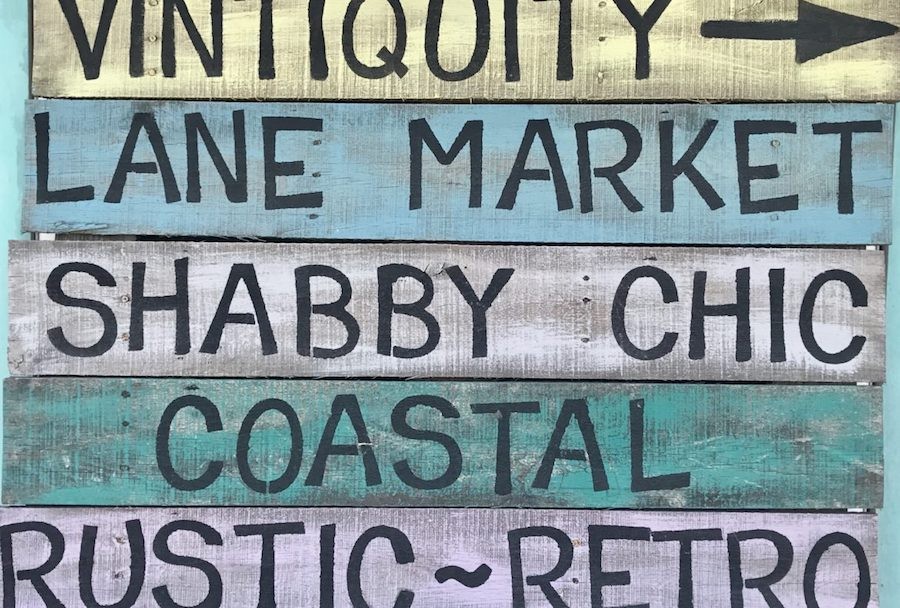 VINTIQUITY
LANE MARKET
SHABBY CHIC
COASTAL
RUSTIC~RETRO